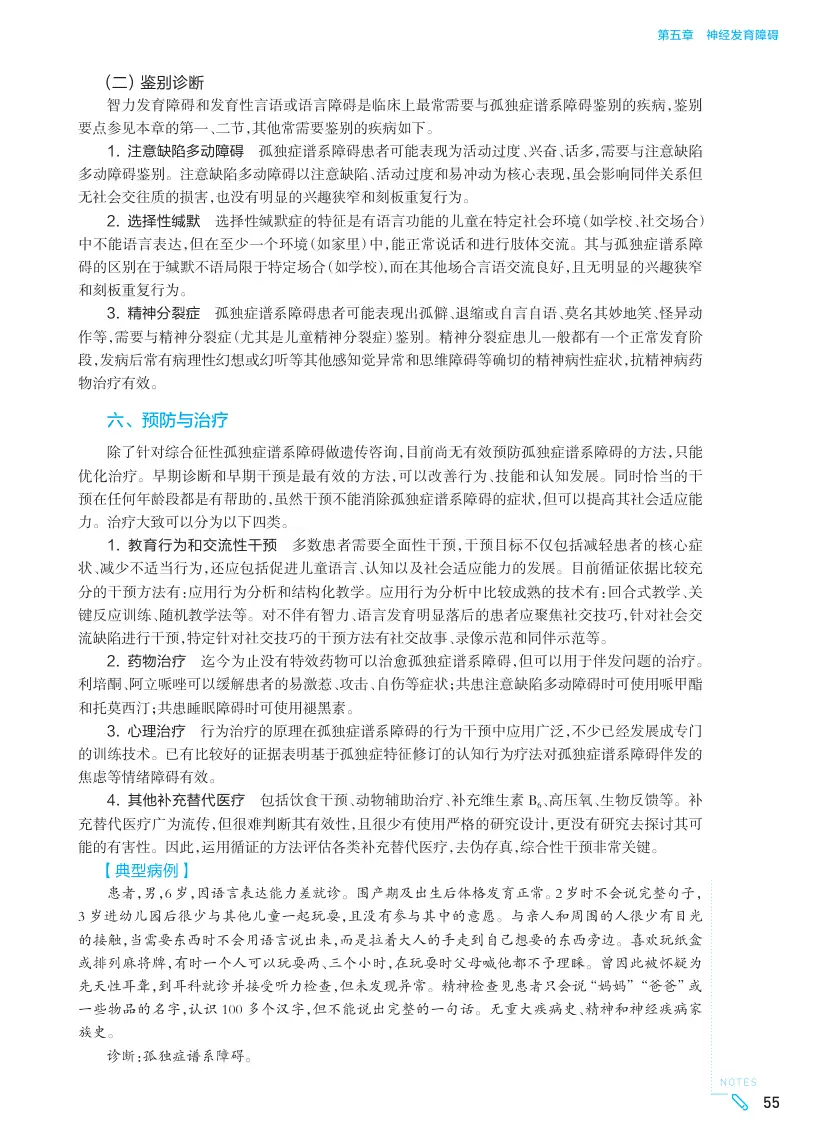 第五章　神经发育障碍
（二）鉴别诊断
智力发育障碍和发育性言语或语言障碍是临床上最常需要与孤独症谱系障碍鉴别的疾病，鉴别
要点参见本章的第一、二节，其他常需要鉴别的疾病如下。
1. 注意缺陷多动障碍　孤独症谱系障碍患者可能表现为活动过度、兴奋、话多，需要与注意缺陷
多动障碍鉴别。注意缺陷多动障碍以注意缺陷、活动过度和易冲动为核心表现，虽会影响同伴关系但
无社会交往质的损害，也没有明显的兴趣狭窄和刻板重复行为。
2. 选择性缄默　选择性缄默症的特征是有语言功能的儿童在特定社会环境（如学校、社交场合）
中不能语言表达，但在至少一个环境（如家里）中，能正常说话和进行肢体交流。其与孤独症谱系障
碍的区别在于缄默不语局限于特定场合（如学校），而在其他场合言语交流良好，且无明显的兴趣狭窄
和刻板重复行为。
3. 精神分裂症　孤独症谱系障碍患者可能表现出孤僻、退缩或自言自语、莫名其妙地笑、怪异动
作等，需要与精神分裂症（尤其是儿童精神分裂症）鉴别。精神分裂症患儿一般都有一个正常发育阶
段，发病后常有病理性幻想或幻听等其他感知觉异常和思维障碍等确切的精神病性症状，抗精神病药
物治疗有效。
六、预防与治疗
除了针对综合征性孤独症谱系障碍做遗传咨询，目前尚无有效预防孤独症谱系障碍的方法，只能
优化治疗。早期诊断和早期干预是最有效的方法，可以改善行为、技能和认知发展。同时恰当的干
预在任何年龄段都是有帮助的，虽然干预不能消除孤独症谱系障碍的症状，但可以提高其社会适应能
力。治疗大致可以分为以下四类。
1. 教育行为和交流性干预　多数患者需要全面性干预，干预目标不仅包括减轻患者的核心症
状、减少不适当行为，还应包括促进儿童语言、认知以及社会适应能力的发展。目前循证依据比较充
分的干预方法有：应用行为分析和结构化教学。应用行为分析中比较成熟的技术有：回合式教学、关
键反应训练、随机教学法等。对不伴有智力、语言发育明显落后的患者应聚焦社交技巧，针对社会交
流缺陷进行干预，特定针对社交技巧的干预方法有社交故事、录像示范和同伴示范等。
2. 药物治疗　迄今为止没有特效药物可以治愈孤独症谱系障碍，但可以用于伴发问题的治疗。
利培酮、阿立哌唑可以缓解患者的易激惹、攻击、自伤等症状；共患注意缺陷多动障碍时可使用哌甲酯
和托莫西汀；共患睡眠障碍时可使用褪黑素。
3. 心理治疗　行为治疗的原理在孤独症谱系障碍的行为干预中应用广泛，不少已经发展成专门
的训练技术。已有比较好的证据表明基于孤独症特征修订的认知行为疗法对孤独症谱系障碍伴发的
焦虑等情绪障碍有效。
4. 其他补充替代医疗　包括饮食干预、动物辅助治疗、补充维生素 B₆、高压氧、生物反馈等。补
充替代医疗广为流传，但很难判断其有效性，且很少有使用严格的研究设计，更没有研究去探讨其可
能的有害性。因此，运用循证的方法评估各类补充替代医疗，去伪存真，综合性干预非常关键。
【典型病例】
患者，男，6 岁，因语言表达能力差就诊。围产期及出生后体格发育正常。2 岁时不会说完整句子，
3 岁进幼儿园后很少与其他儿童一起玩耍，且没有参与其中的意愿。与亲人和周围的人很少有目光
的接触，当需要东西时不会用语言说出来，而是拉着大人的手走到自己想要的东西旁边。喜欢玩纸盒
或排列麻将牌，有时一个人可以玩耍两、三个小时，在玩耍时父母喊他都不予理睬。曾因此被怀疑为
先天性耳聋，到耳科就诊并接受听力检查，但未发现异常。精神检查见患者只会说“妈妈”“爸爸”或
一些物品的名字，认识 100 多个汉字，但不能说出完整的一句话。无重大疾病史、精神和神经疾病家
族史。
诊断：孤独症谱系障碍。
NOTES
55